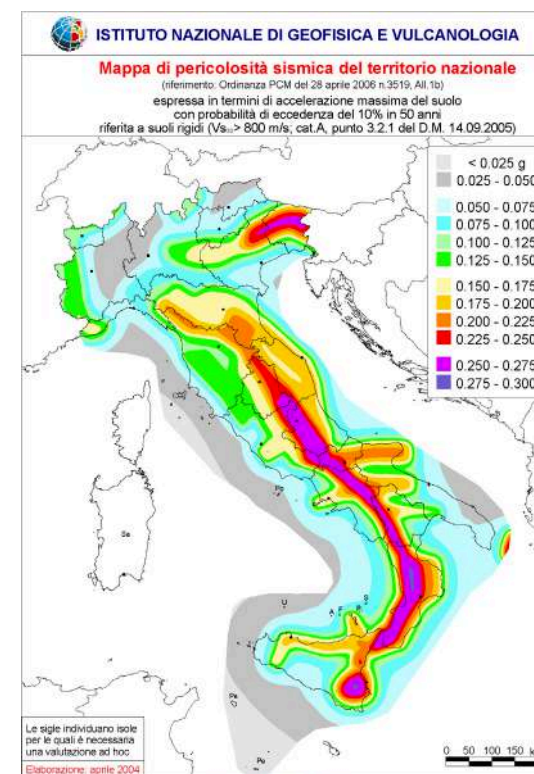 ISTITUTO NAZIONALE DI GEOFISICA E VULCANOLOGIA
Mappa di pericolosità sismica del territorio nazionale
(riferimento: Ordinanza PCM del 28 aprile 2006 n.3519, All.1b)
espressa in termini di accelerazione massima del suolo
con probabilità di eccedenza del 10% in 50 anni
riferita a suoli rigidi (Vs₃₀> 800 m/s; cat.A, punto 3.2.1 del D.M. 14.09.2005)
< 0.025 g
0.025 - 0.050
0.050 - 0.075
0.075 - 0.100
0.100 - 0.125
0.125 - 0.150
0.150 - 0.175
0.175 - 0.200
0.200 - 0.225
0.225 - 0.250
0.250 - 0.275
0.275 - 0.300
Sa
U
A
F
S
Pa
Pe
Le sigle individuano isole
per le quali è necessaria
una valutazione ad hoc
Elaborazione: aprile 2004
0 50 100 150